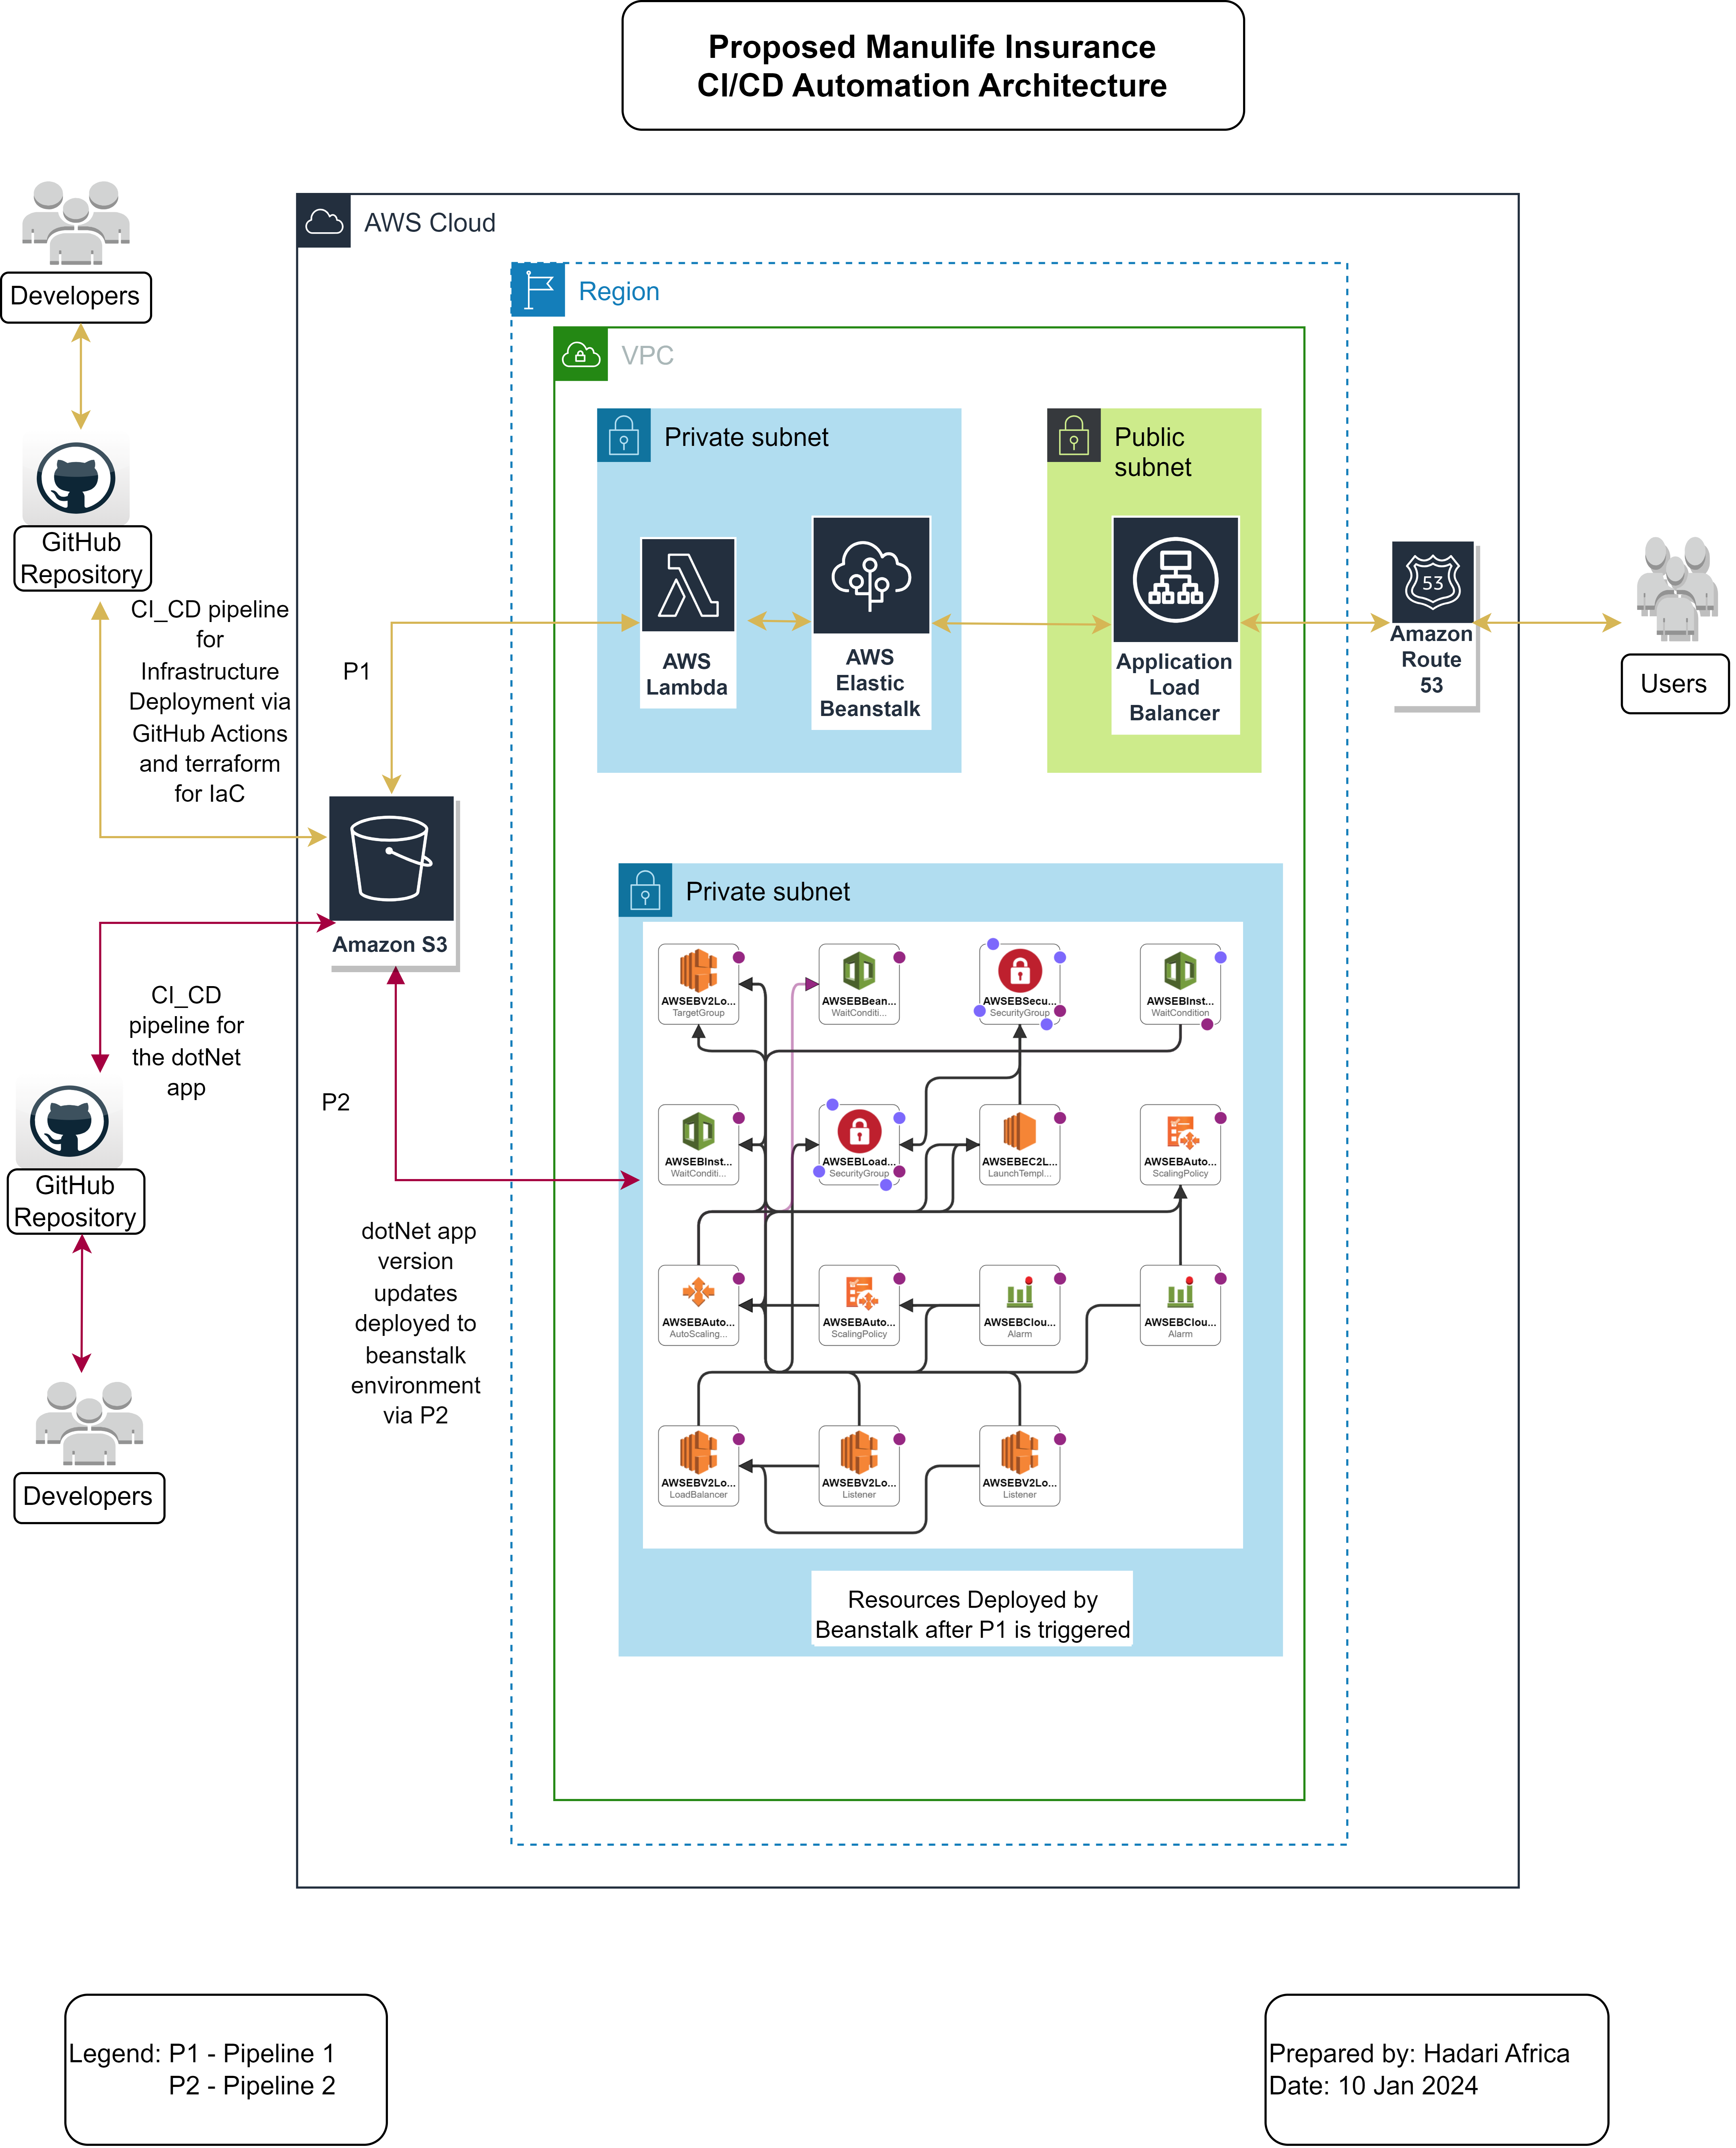 Proposed Manulife Insurance
CI/CD Automation Architecture
AWS Cloud
Developers
Region
VPC
Private subnet
Public
subnet
GitHub
Repository
53
AWS
Lambda
AWS
Elastic
Beanstalk
Application
Load
Balancer
Amazon
Route
53
Users
CI_CD pipeline
for
Infrastructure
Deployment via
GitHub Actions
and terraform
for IaC
P1
Amazon S3
Private subnet
CI_CD
pipeline for
the dotNet
app
P2
GitHub
Repository
dotNet app
version
updates
deployed to
beanstalk
environment
via P2
Developers
AWSEBV2Lo...
TargetGroup
AWSEBBean...
WaitConditi...
AWSEBSecu...
SecurityGroup
AWSEBInst...
WaitCondition
AWSEBInst...
WaitConditi...
AWSEBLoad...
SecurityGroup
AWSEBEC2L...
LaunchTempl...
AWSEBAuto...
ScalingPolicy
AWSEBAuto...
AutoScaling...
AWSEBAuto...
ScalingPolicy
AWSEBClou...
Alarm
AWSEBClou...
Alarm
AWSEBV2Lo...
LoadBalancer
AWSEBV2Lo...
Listener
AWSEBV2Lo...
Listener
Resources Deployed by
Beanstalk after P1 is triggered
Legend: P1 - Pipeline 1
P2 - Pipeline 2
Prepared by: Hadari Africa
Date: 10 Jan 2024